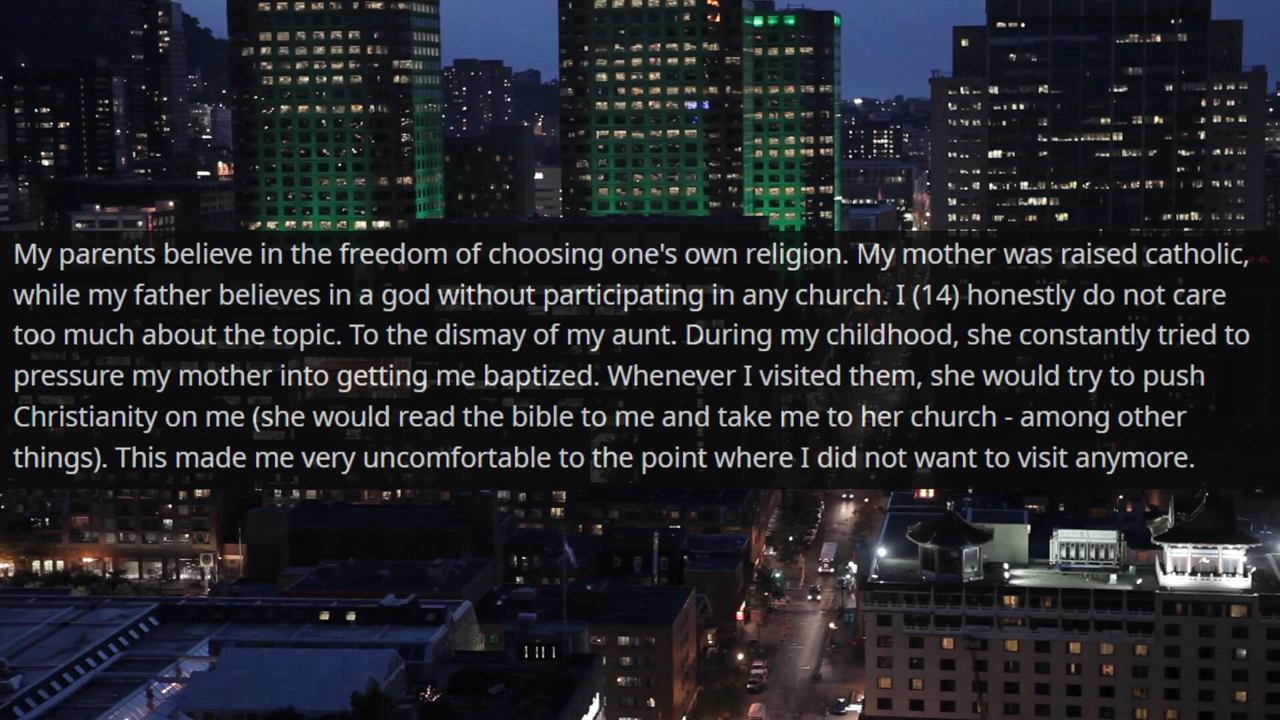 My parents believe in the freedom of choosing one's own religion. My mother was raised catholic,
while my father believes in a god without participating in any church. I (14) honestly do not care
too much about the topic. To the dismay of my aunt. During my childhood, she constantly tried to
pressure my mother into getting me baptized. Whenever I visited them, she would try to push
Christianity on me (she would read the bible to me and take me to her church - among other
things). This made me very uncomfortable to the point where I did not want to visit anymore.